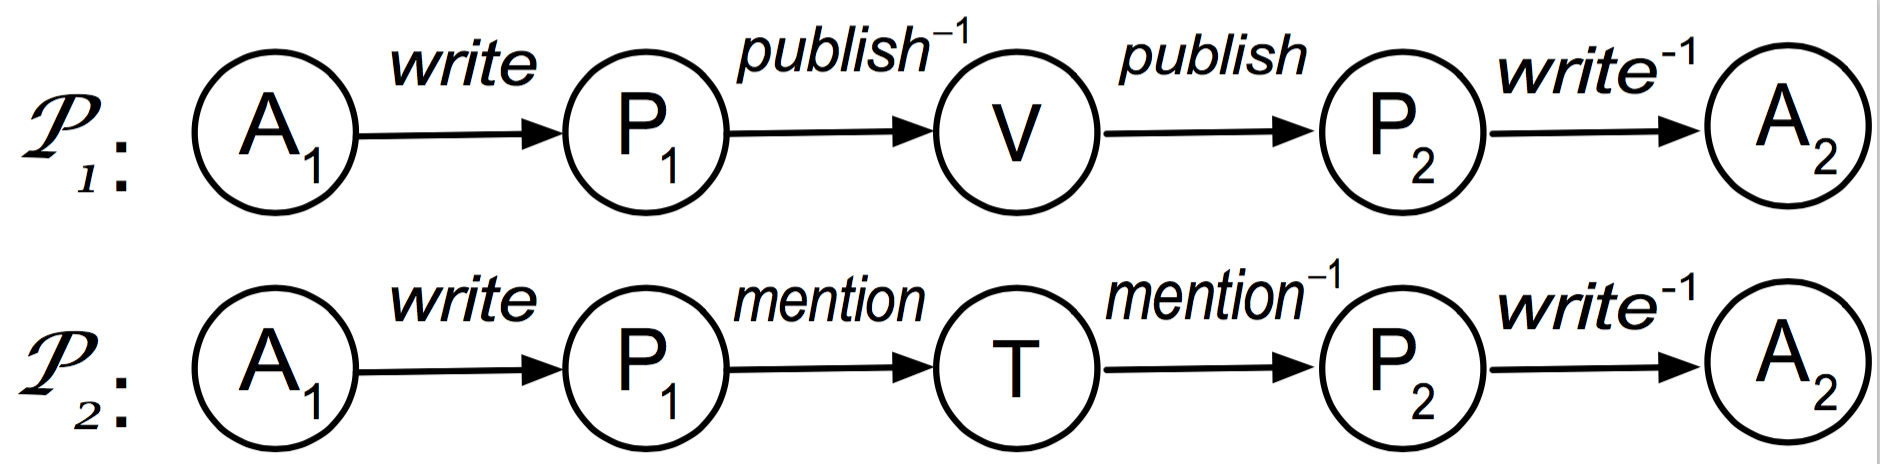 𝒫₁: A₁ write P₁ publish⁻¹ V publish P₂ write⁻¹ A₂
𝒫₂: A₁ write P₁ mention T mention⁻¹ P₂ write⁻¹ A₂